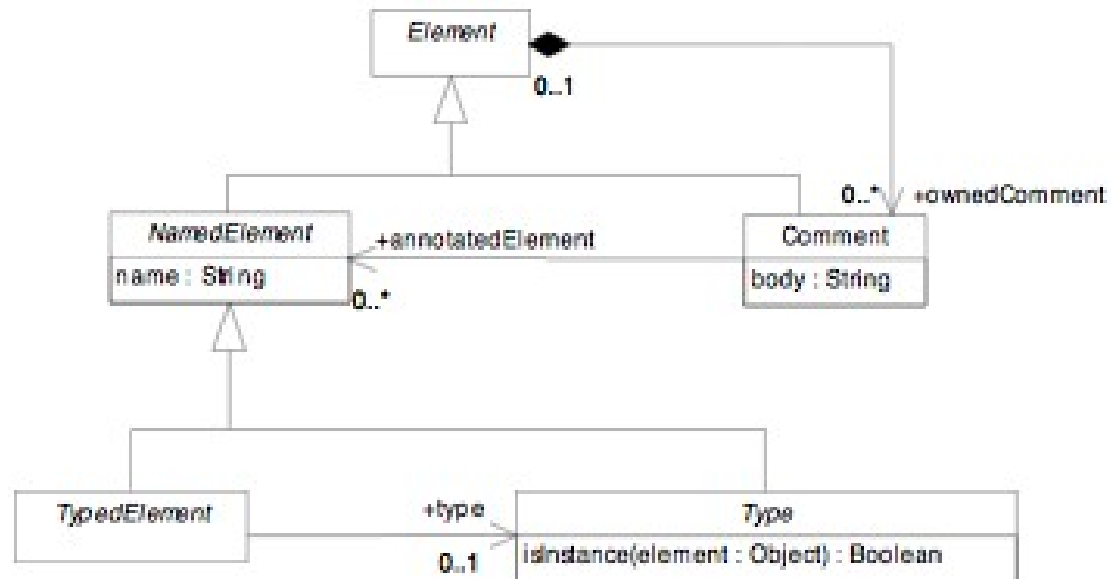 Element
0..1
0..* +ownedComment
NamedElement
+annotatedElement
Comment
name : String
body : String
0..*
TypedElement
+type
Type
0..1
isInstance(element : Object) : Boolean